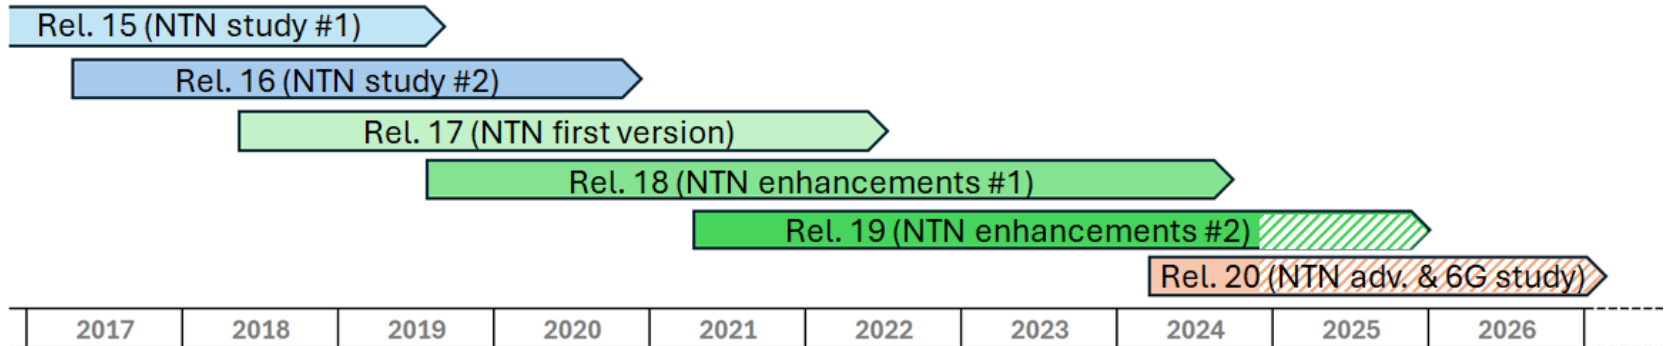 Rel. 15 (NTN study #1)
Rel. 16 (NTN study #2)
Rel. 17 (NTN first version)
Rel. 18 (NTN enhancements #1)
Rel. 19 (NTN enhancements #2)
Rel. 20 (NTN adv. & 6G study)
2017 2018 2019 2020 2021 2022 2023 2024 2025 2026